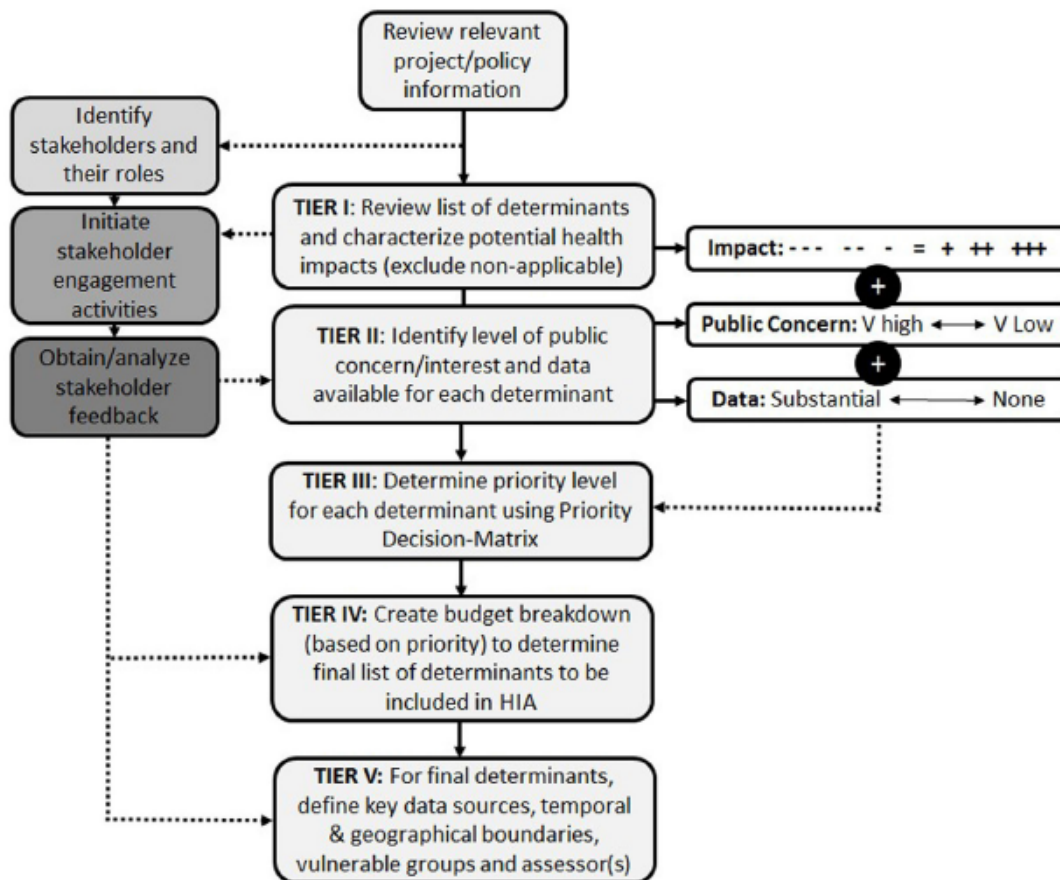 Review relevant
project/policy
information
Identify
stakeholders and
their roles
TIER I: Review list of determinants
and characterize potential health
impacts (exclude non-applicable)
Impact: --- -- - = + ++ +++
+
Initiate
stakeholder
engagement
activities
TIER II: Identify level of public
concern/interest and data
available for each determinant
Public Concern: V high ⟷ V Low
+
Data: Substantial ⟷ None
Obtain/analyze
stakeholder
feedback
TIER III: Determine priority level
for each determinant using Priority
Decision-Matrix
TIER IV: Create budget breakdown
(based on priority) to determine
final list of determinants to be
included in HIA
TIER V: For final determinants,
define key data sources, temporal
& geographical boundaries,
vulnerable groups and assessor(s)